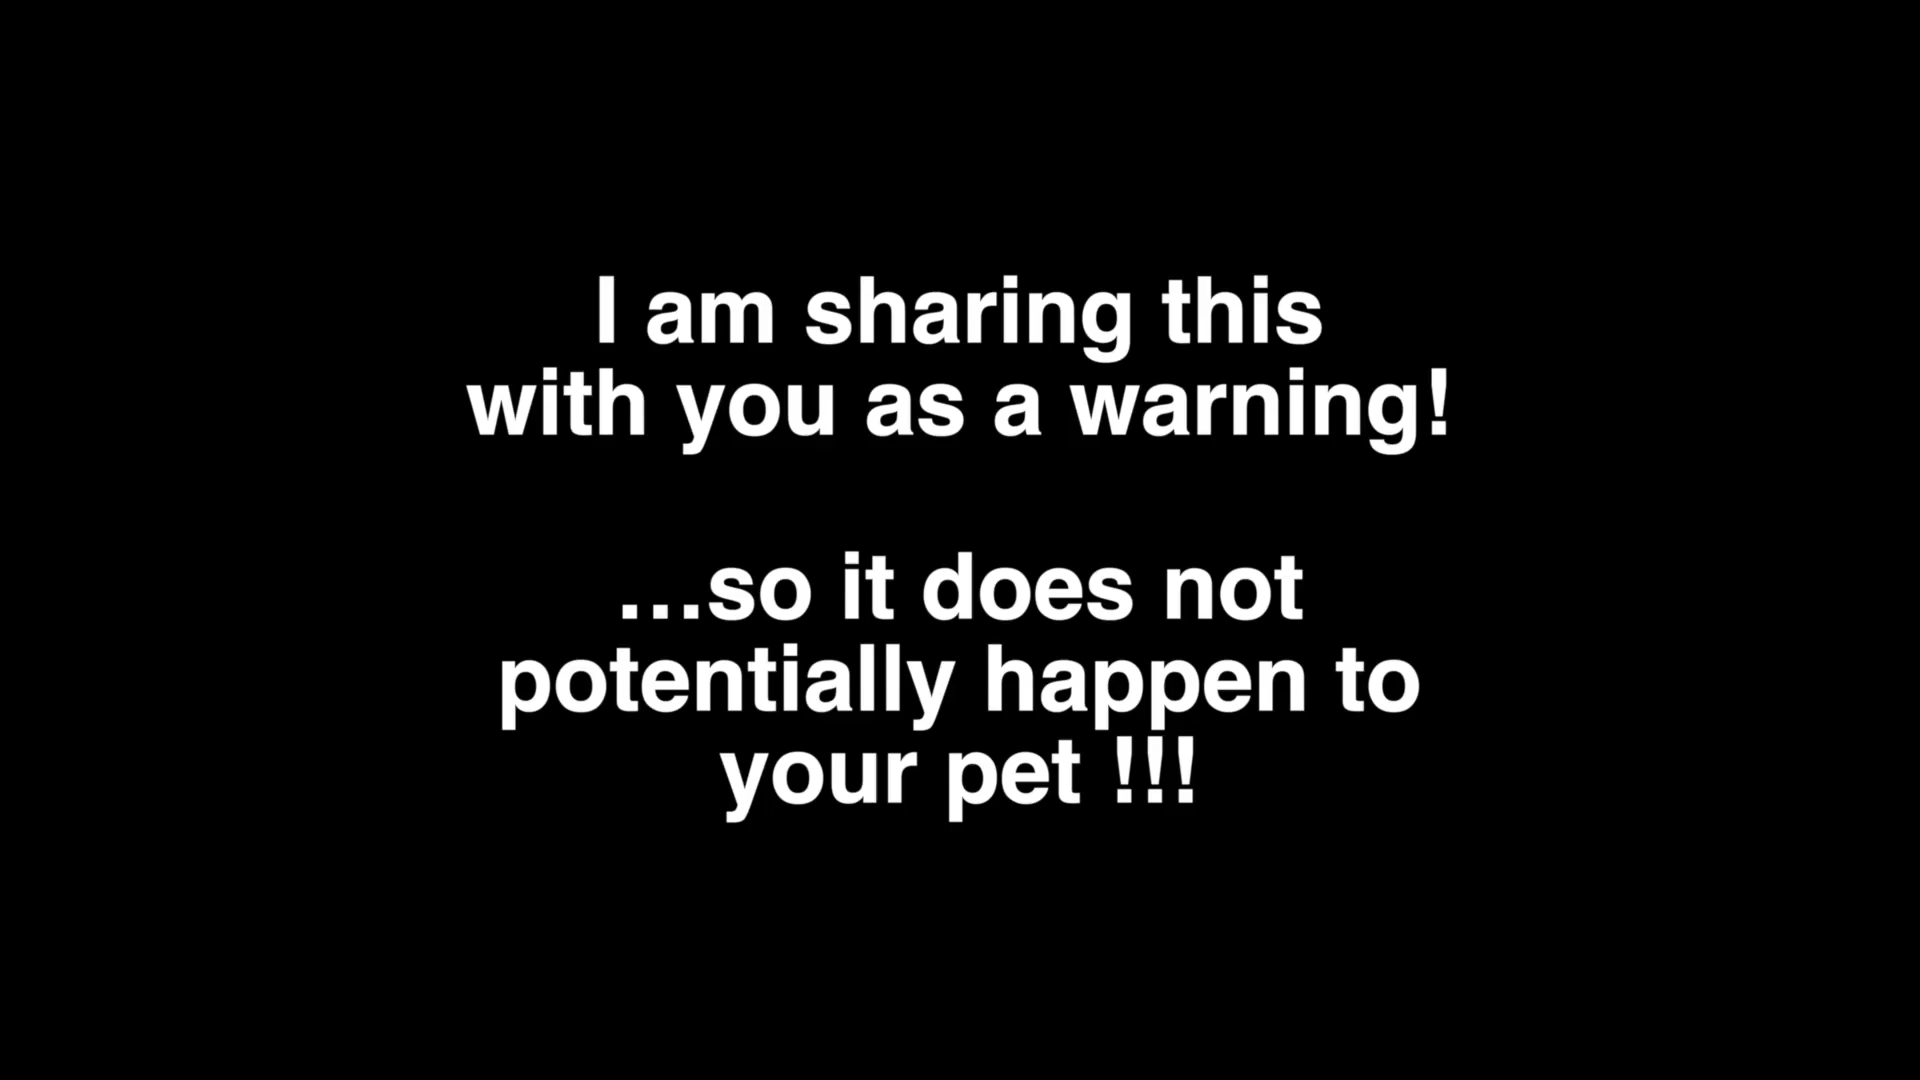 I am sharing this
with you as a warning!
...so it does not
potentially happen to
your pet !!!